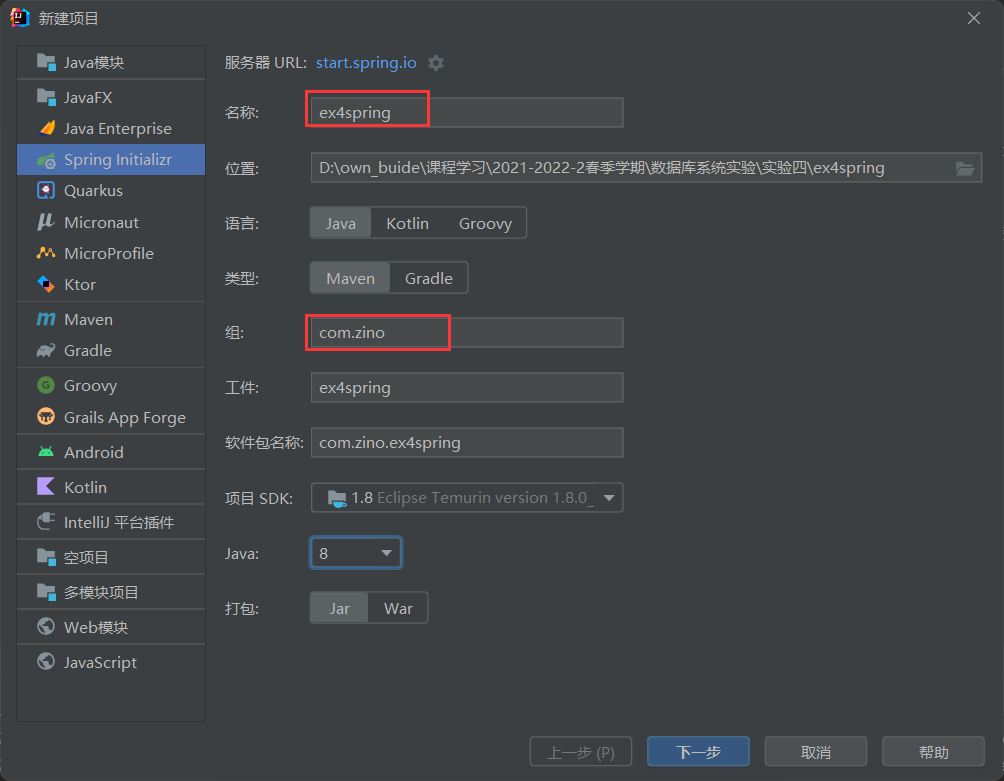 新建项目
Java模块
JavaFX
Java Enterprise
Spring Initializr
Quarkus
Micronaut
MicroProfile
Ktor
Maven
Gradle
Groovy
Grails App Forge
Android
Kotlin
IntelliJ 平台插件
空项目
多模块项目
Web模块
JavaScript
服务器 URL: start.spring.io
名称: ex4spring
位置: D:\own_buide\课程学习\2021-2022-2春季学期\数据库系统实验\实验四\ex4spring
语言: Java Kotlin Groovy
类型: Maven Gradle
组: com.zino
工件: ex4spring
软件包名称: com.zino.ex4spring
项目 SDK: 1.8 Eclipse Temurin version 1.8.0_
Java: 8
打包: Jar War
上一步 (P) 下一步 取消 帮助